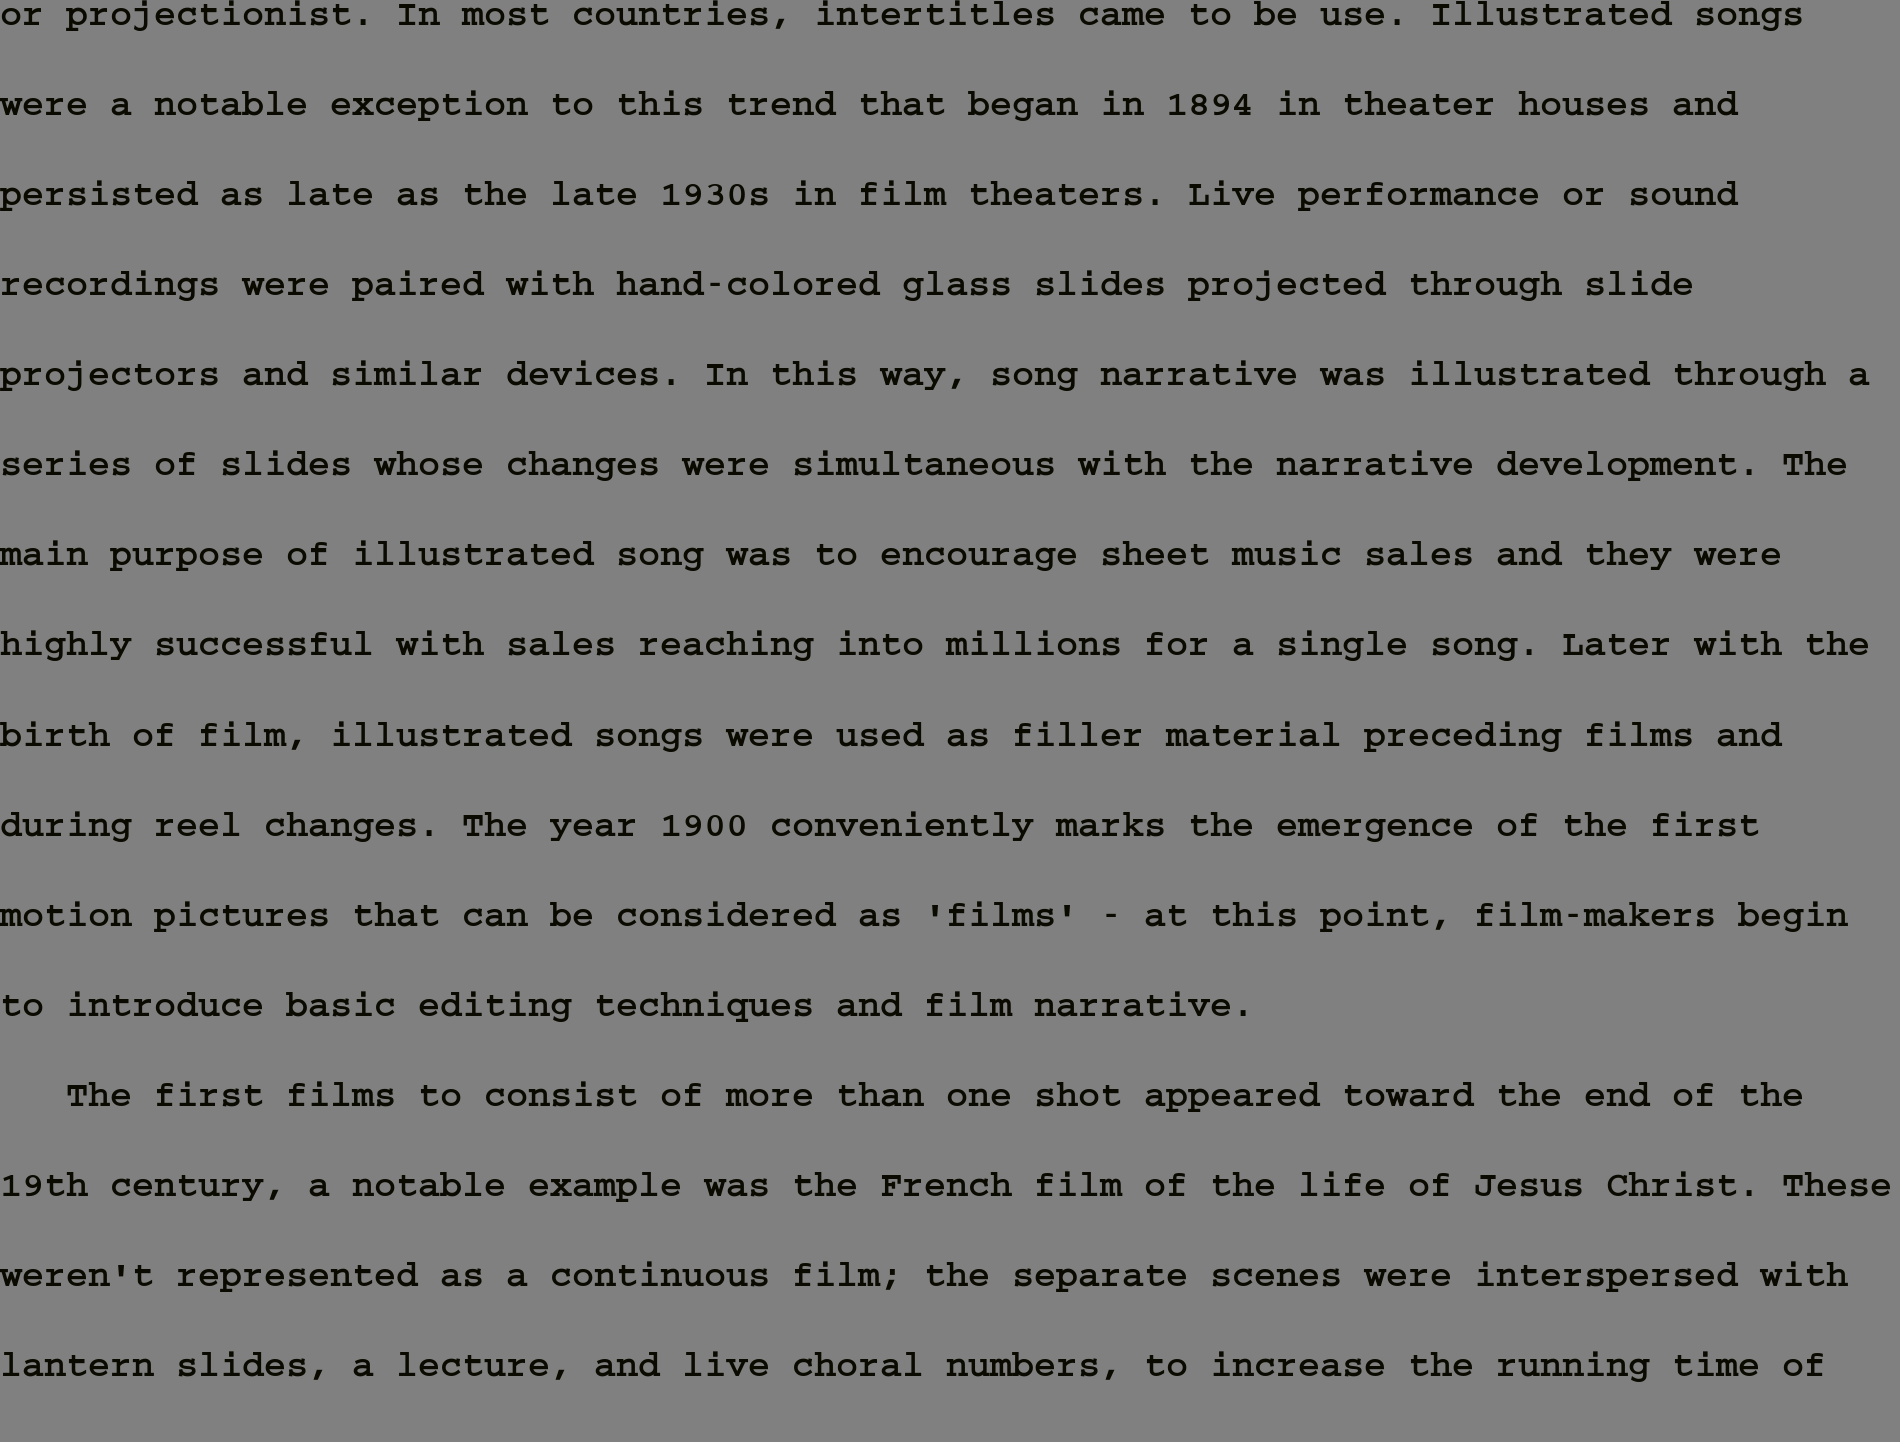 or projectionist. In most countries, intertitles came to be use. Illustrated songs
were a notable exception to this trend that began in 1894 in theater houses and
persisted as late as the late 1930s in film theaters. Live performance or sound
recordings were paired with hand-colored glass slides projected through slide
projectors and similar devices. In this way, song narrative was illustrated through a
series of slides whose changes were simultaneous with the narrative development. The
main purpose of illustrated song was to encourage sheet music sales and they were
highly successful with sales reaching into millions for a single song. Later with the
birth of film, illustrated songs were used as filler material preceding films and
during reel changes. The year 1900 conveniently marks the emergence of the first
motion pictures that can be considered as 'films' - at this point, film-makers begin
to introduce basic editing techniques and film narrative.
The first films to consist of more than one shot appeared toward the end of the
19th century, a notable example was the French film of the life of Jesus Christ. These
weren't represented as a continuous film; the separate scenes were interspersed with
lantern slides, a lecture, and live choral numbers, to increase the running time of